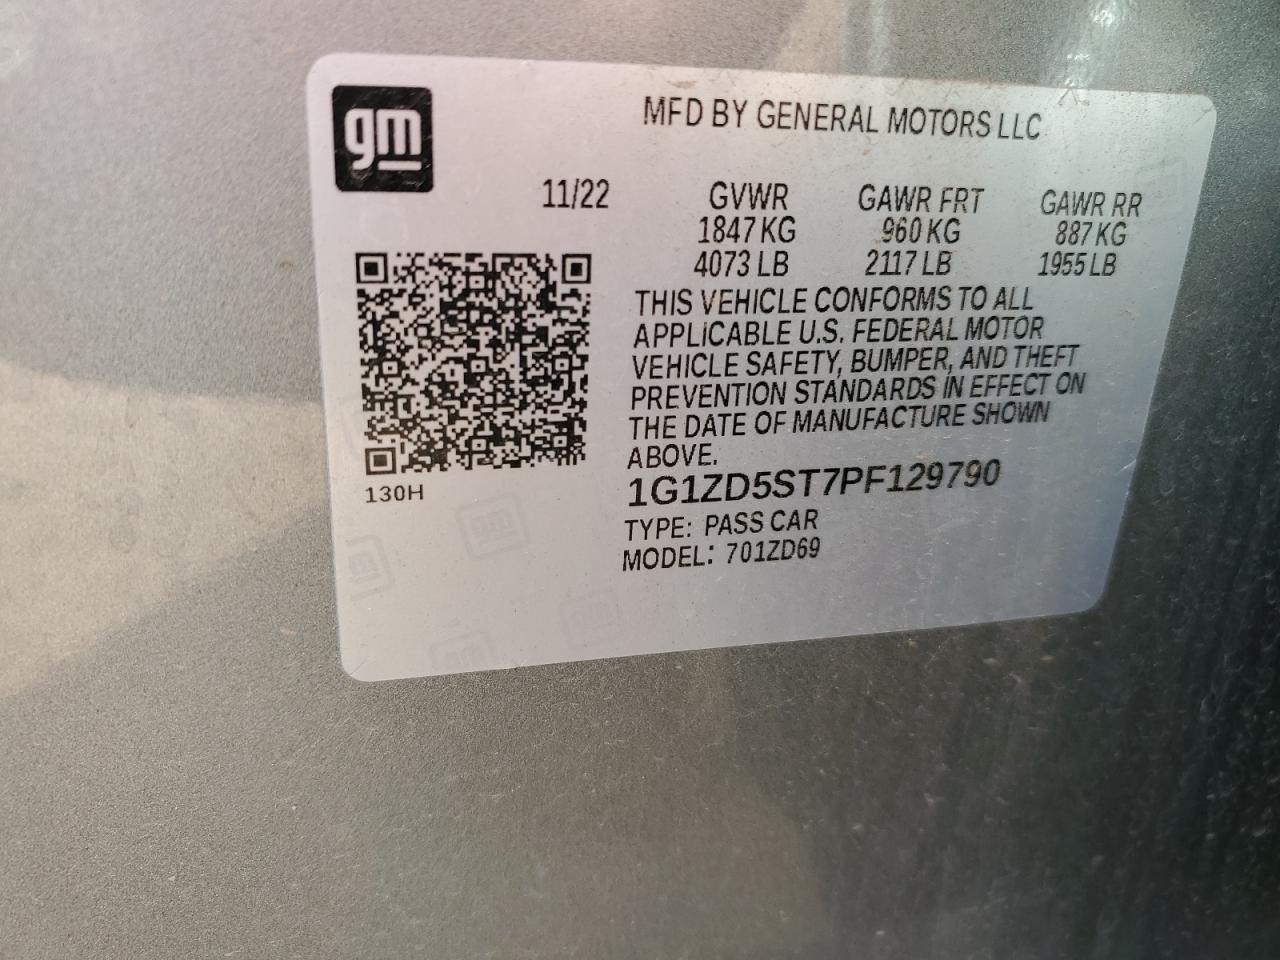 gm
MFD BY GENERAL MOTORS LLC
11/22 GVWR GAWR FRT GAWR RR
1847 KG 960 KG 887 KG
4073 LB 2117 LB 1955 LB
THIS VEHICLE CONFORMS TO ALL
APPLICABLE U.S. FEDERAL MOTOR
VEHICLE SAFETY, BUMPER, AND THEFT
PREVENTION STANDARDS IN EFFECT ON
THE DATE OF MANUFACTURE SHOWN
ABOVE.
1G1ZD5ST7PF129790
130H
TYPE: PASS CAR
MODEL: 701ZD69